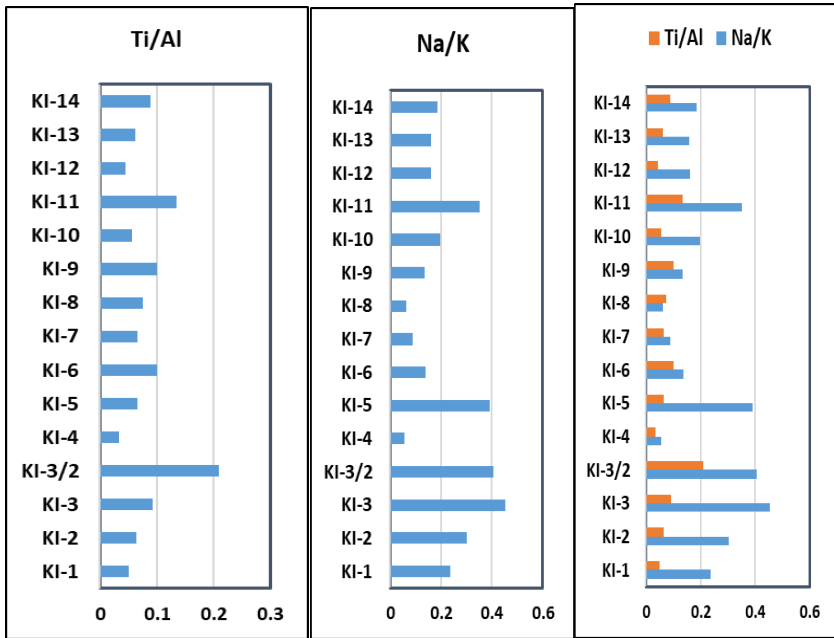 Ti/Al
KI-14
KI-13
KI-12
KI-11
KI-10
KI-9
KI-8
KI-7
KI-6
KI-5
KI-4
KI-3/2
KI-3
KI-2
KI-1
0 0.1 0.2 0.3
Na/K
KI-14
KI-13
KI-12
KI-11
KI-10
KI-9
KI-8
KI-7
KI-6
KI-5
KI-4
KI-3/2
KI-3
KI-2
KI-1
0 0.2 0.4 0.6
Ti/Al Na/K
KI-14
KI-13
KI-12
KI-11
KI-10
KI-9
KI-8
KI-7
KI-6
KI-5
KI-4
KI-3/2
KI-3
KI-2
KI-1
0 0.2 0.4 0.6